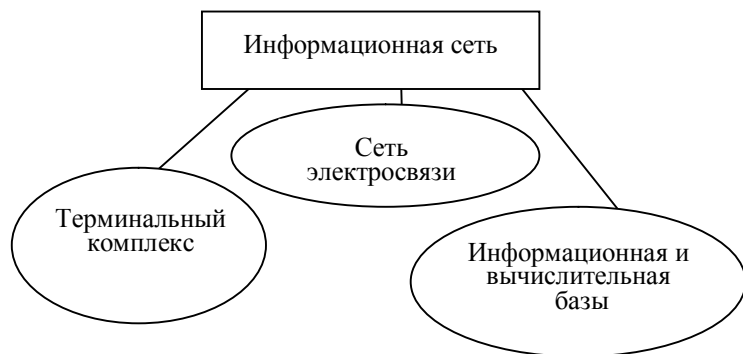 Информационная сеть
Сеть
электросвязи
Терминальный
комплекс
Информационная и
вычислительная
базы